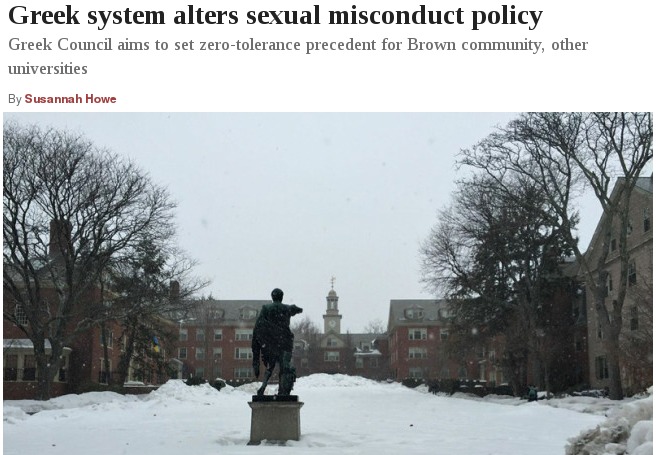 Greek system alters sexual misconduct policy
Greek Council aims to set zero-tolerance precedent for Brown community, other
universities
By Susannah Howe